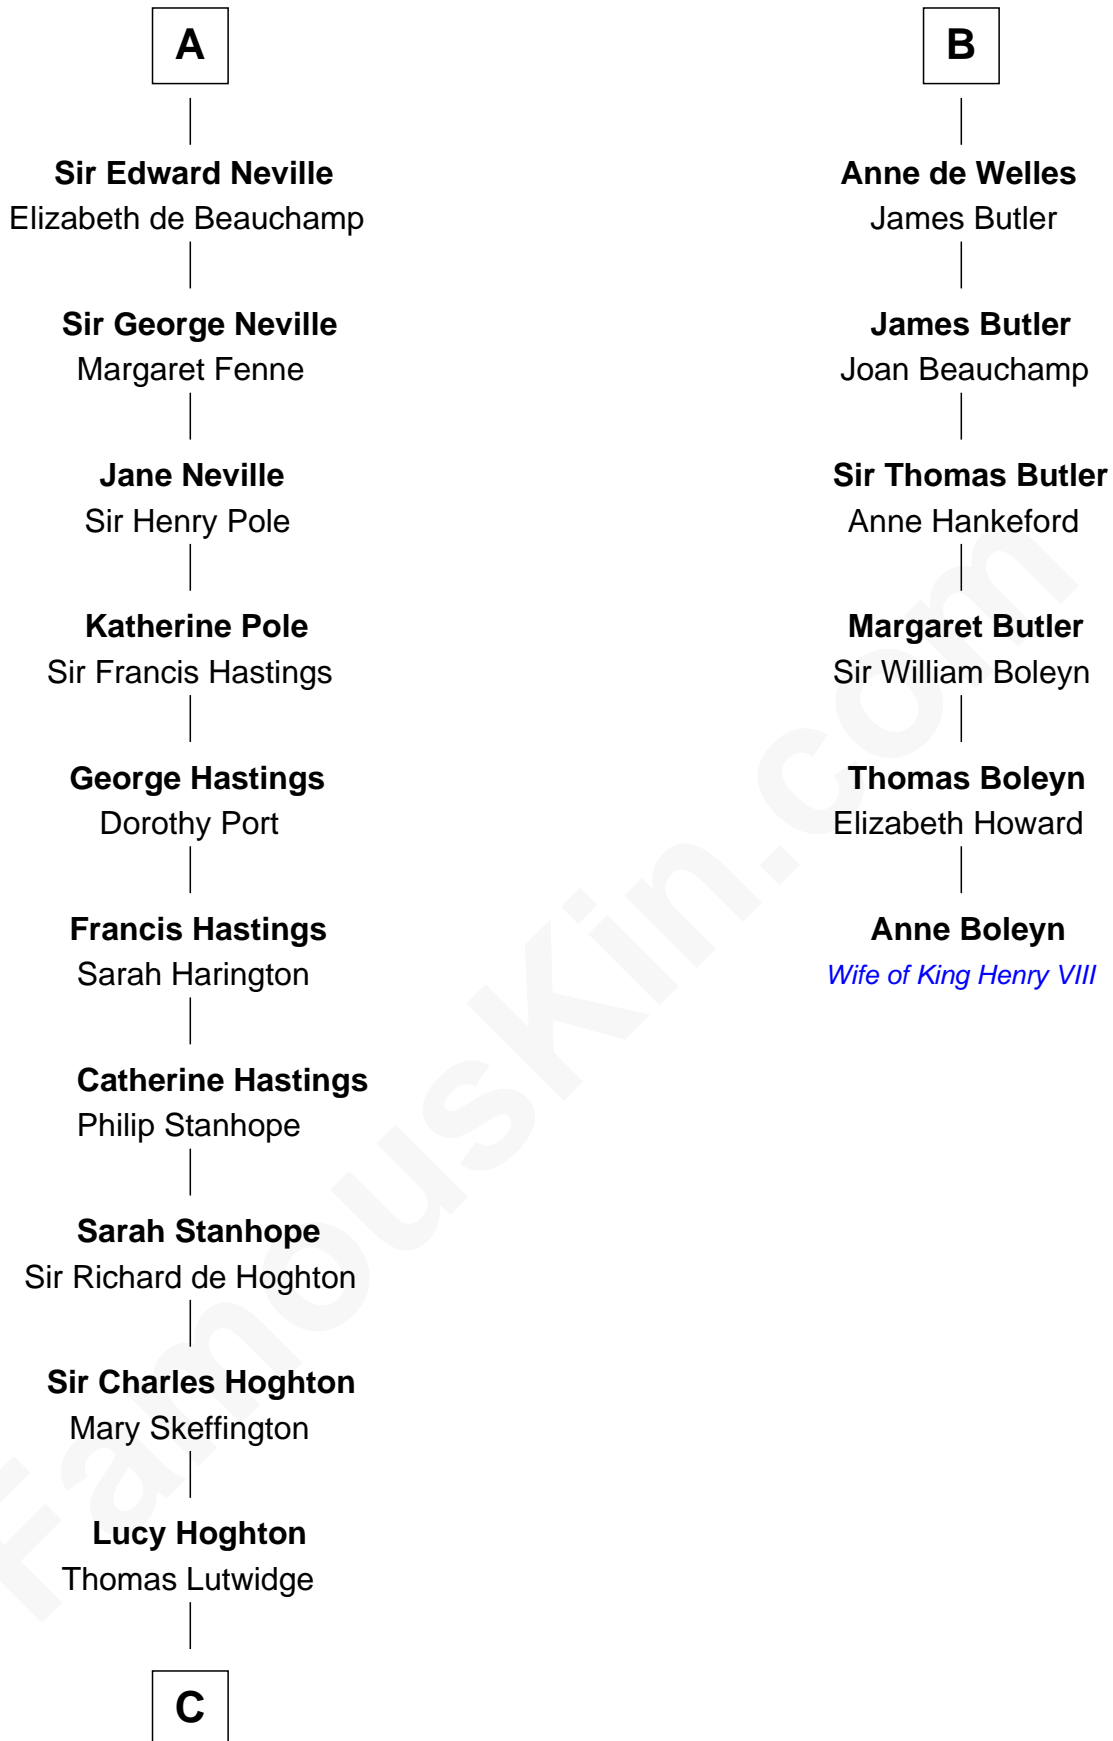 A
Sir Edward Neville
Elizabeth de Beauchamp
Sir George Neville
Margaret Fenne
Jane Neville
Sir Henry Pole
Katherine Pole
Sir Francis Hastings
George Hastings
Dorothy Port
Francis Hastings
Sarah Harington
Catherine Hastings
Philip Stanhope
Sarah Stanhope
Sir Richard de Hoghton
Sir Charles Hoghton
Mary Skeffington
Lucy Hoghton
Thomas Lutwidge
C
B
Anne de Welles
James Butler
James Butler
Joan Beauchamp
Sir Thomas Butler
Anne Hankeford
Margaret Butler
Sir William Boleyn
Thomas Boleyn
Elizabeth Howard
Anne Boleyn
Wife of King Henry VIII
FamousKin.com